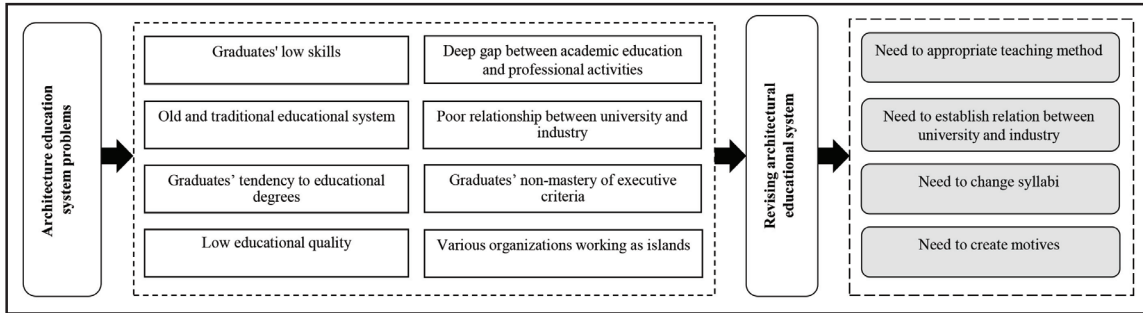 Architecture education
system problems
Graduates' low skills
Deep gap between academic education
and professional activities
Old and traditional educational system
Poor relationship between university and
industry
Graduates’ tendency to educational
degrees
Graduates’ non-mastery of executive
criteria
Low educational quality
Various organizations working as islands
Revising architectural
educational system
Need to appropriate teaching method
Need to establish relation between
university and industry
Need to change syllabi
Need to create motives